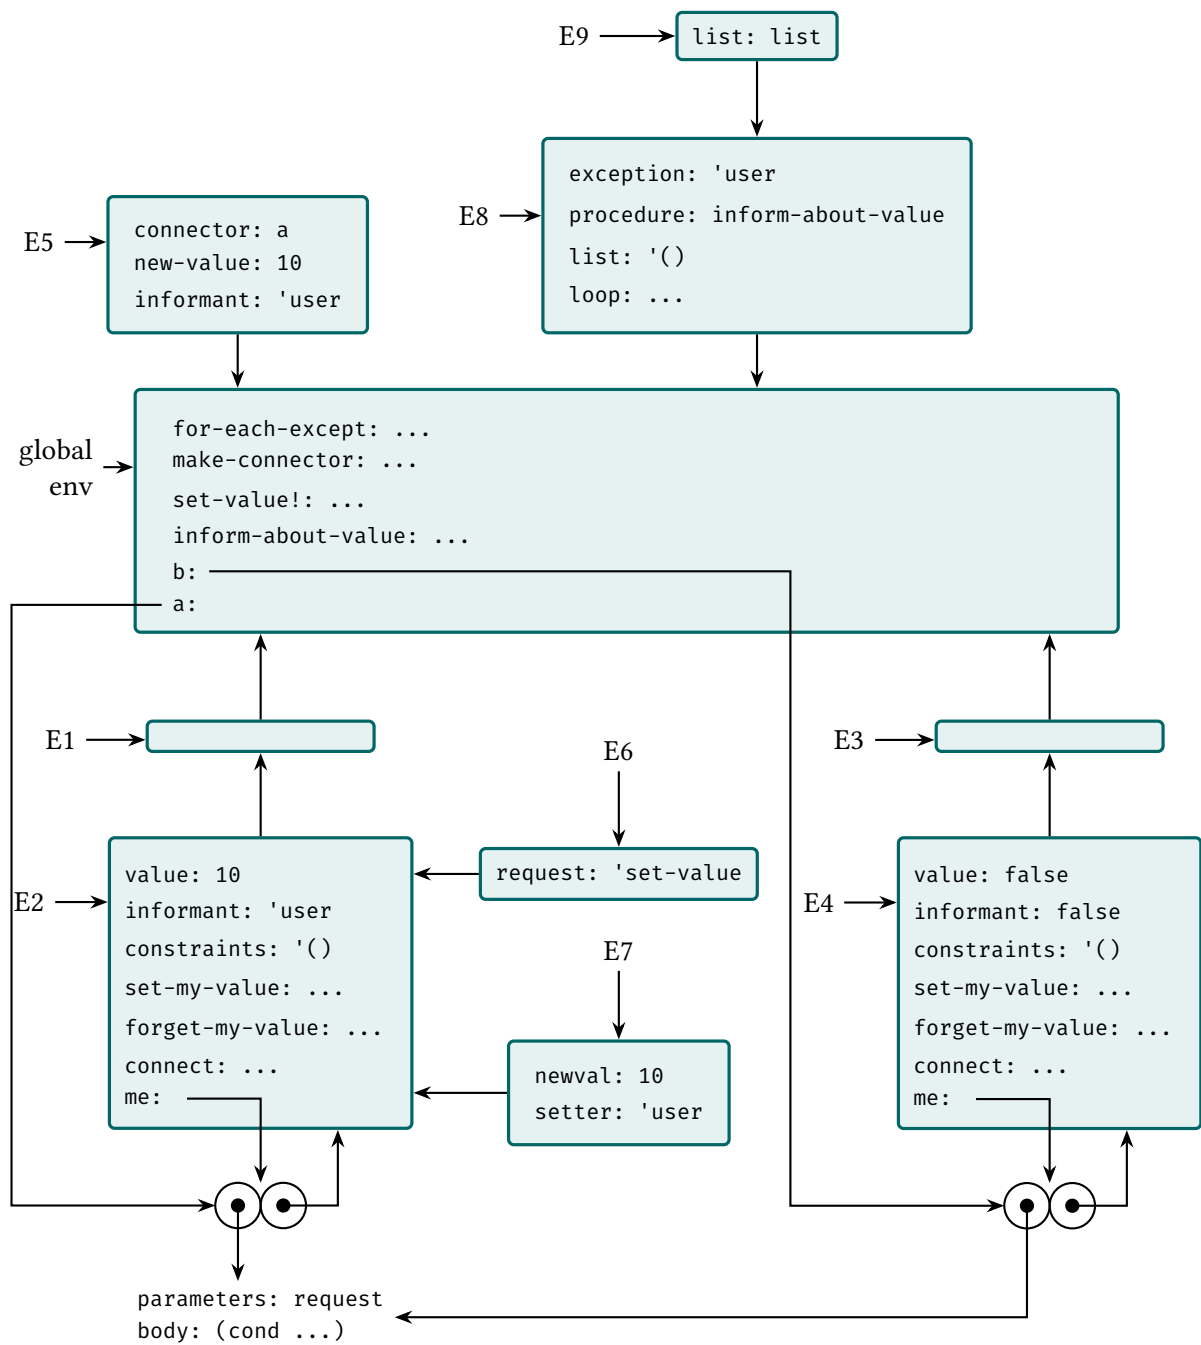 E9
list: list
E8
exception: 'user
procedure: inform-about-value
list: '()
loop: ...
E5
connector: a
new-value: 10
informant: 'user
global
env
for-each-except: ...
make-connector: ...
set-value!: ...
inform-about-value: ...
b:
a:
E1
E3
E6
request: 'set-value
E2
value: 10
informant: 'user
constraints: '()
set-my-value: ...
forget-my-value: ...
connect: ...
me:
E7
newval: 10
setter: 'user
E4
value: false
informant: false
constraints: '()
set-my-value: ...
forget-my-value: ...
connect: ...
me:
parameters: request
body: (cond ...)